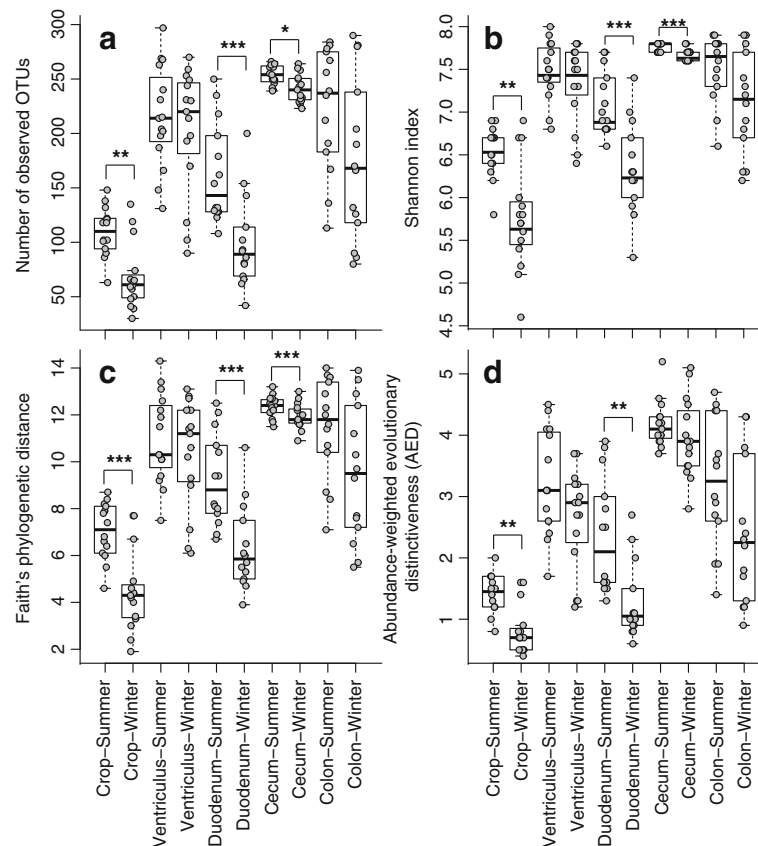 a
Number of observed OTUs
300
250
200
150
100
50
**
***
*
b
Shannon index
8.0
7.5
7.0
6.5
6.0
5.5
5.0
4.5
**
***
***
c
Faith's phylogenetic distance
14
12
10
8
6
4
2
***
***
***
d
Abundance-weighted evolutionary
distinctiveness (AED)
5
4
3
2
1
**
**
Crop−Summer
Crop−Winter
Ventriculus−Summer
Ventriculus−Winter
Duodenum−Summer
Duodenum−Winter
Cecum−Summer
Cecum−Winter
Colon−Summer
Colon−Winter
Crop−Summer
Crop−Winter
Ventriculus−Summer
Ventriculus−Winter
Duodenum−Summer
Duodenum−Winter
Cecum−Summer
Cecum−Winter
Colon−Summer
Colon−Winter